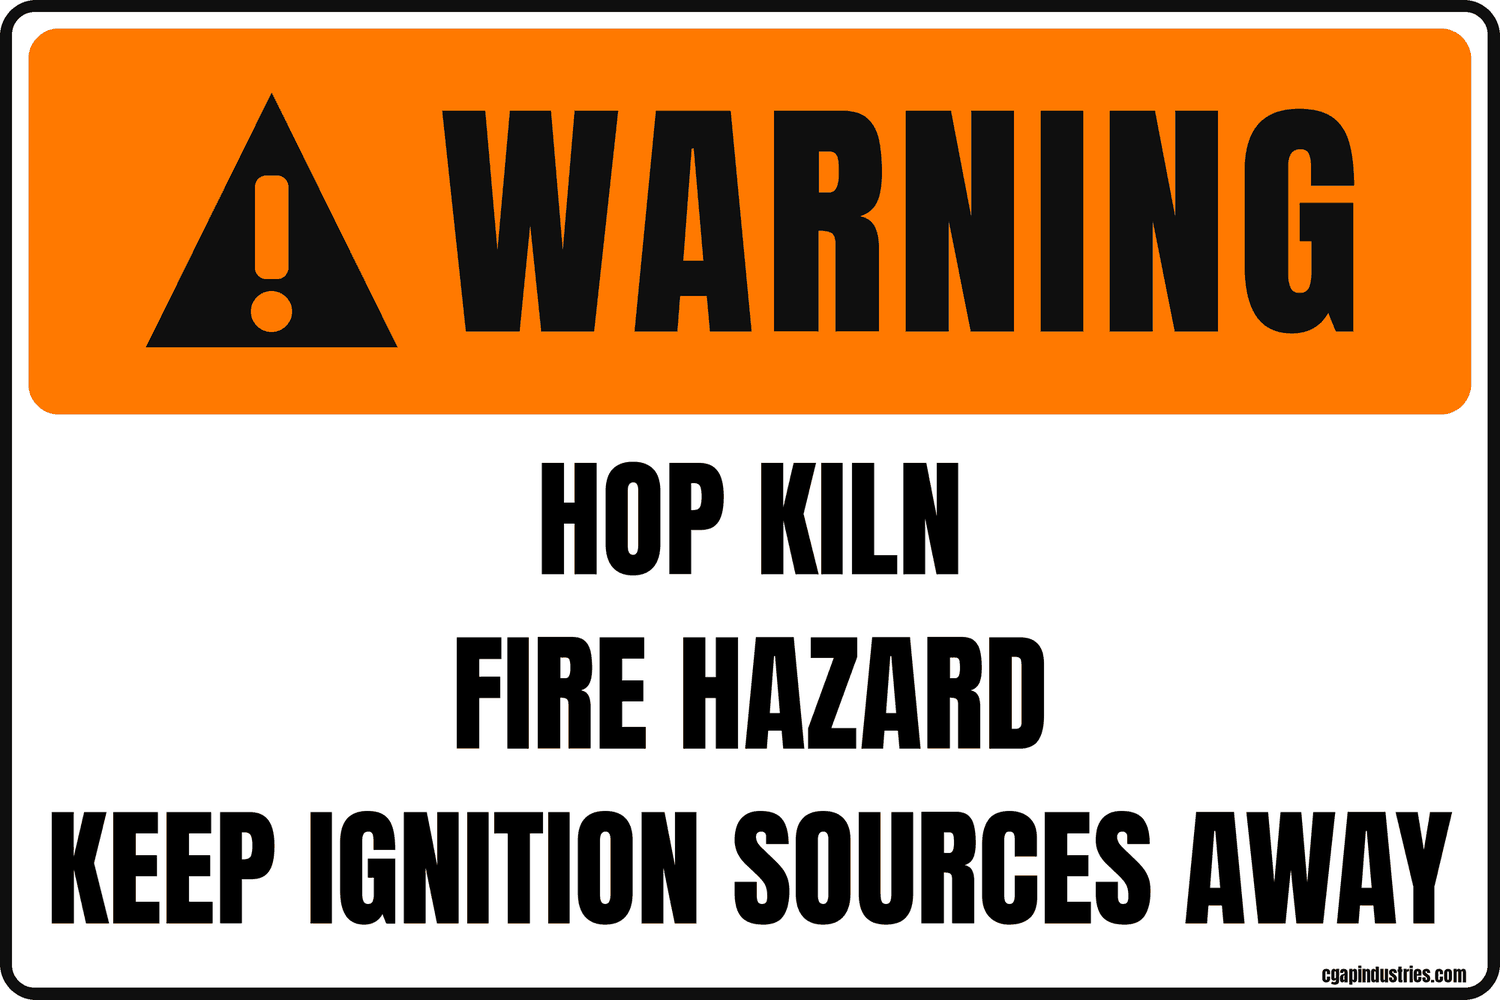 WARNING
HOP KILN
FIRE HAZARD
KEEP IGNITION SOURCES AWAY
cgapindustries.com